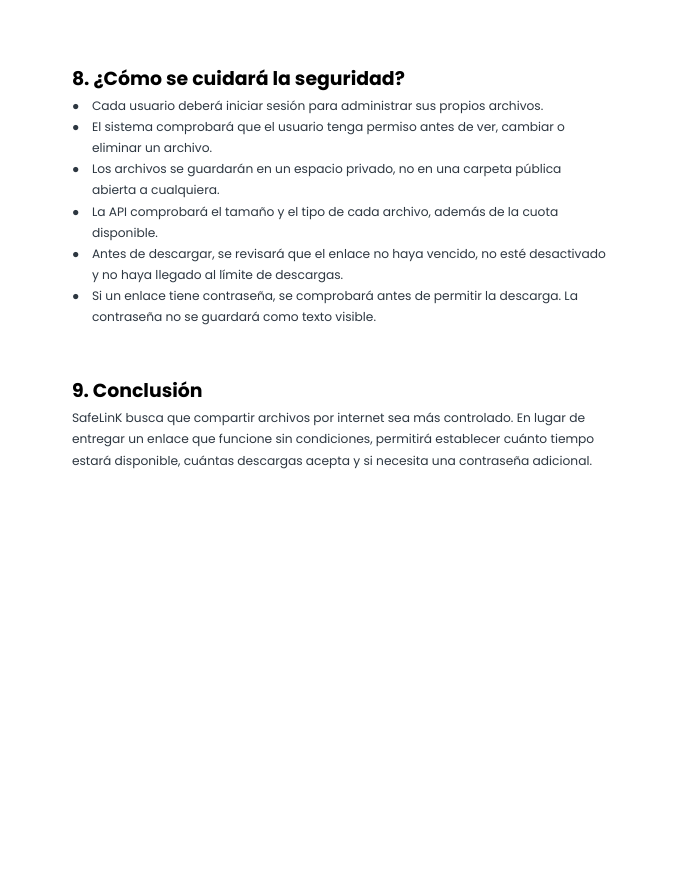 8. ¿Cómo se cuidará la seguridad?
● Cada usuario deberá iniciar sesión para administrar sus propios archivos.
● El sistema comprobará que el usuario tenga permiso antes de ver, cambiar o
eliminar un archivo.
● Los archivos se guardarán en un espacio privado, no en una carpeta pública
abierta a cualquiera.
● La API comprobará el tamaño y el tipo de cada archivo, además de la cuota
disponible.
● Antes de descargar, se revisará que el enlace no haya vencido, no esté desactivado
y no haya llegado al límite de descargas.
● Si un enlace tiene contraseña, se comprobará antes de permitir la descarga. La
contraseña no se guardará como texto visible.
9. Conclusión
SafeLinK busca que compartir archivos por internet sea más controlado. En lugar de
entregar un enlace que funcione sin condiciones, permitirá establecer cuánto tiempo
estará disponible, cuántas descargas acepta y si necesita una contraseña adicional.